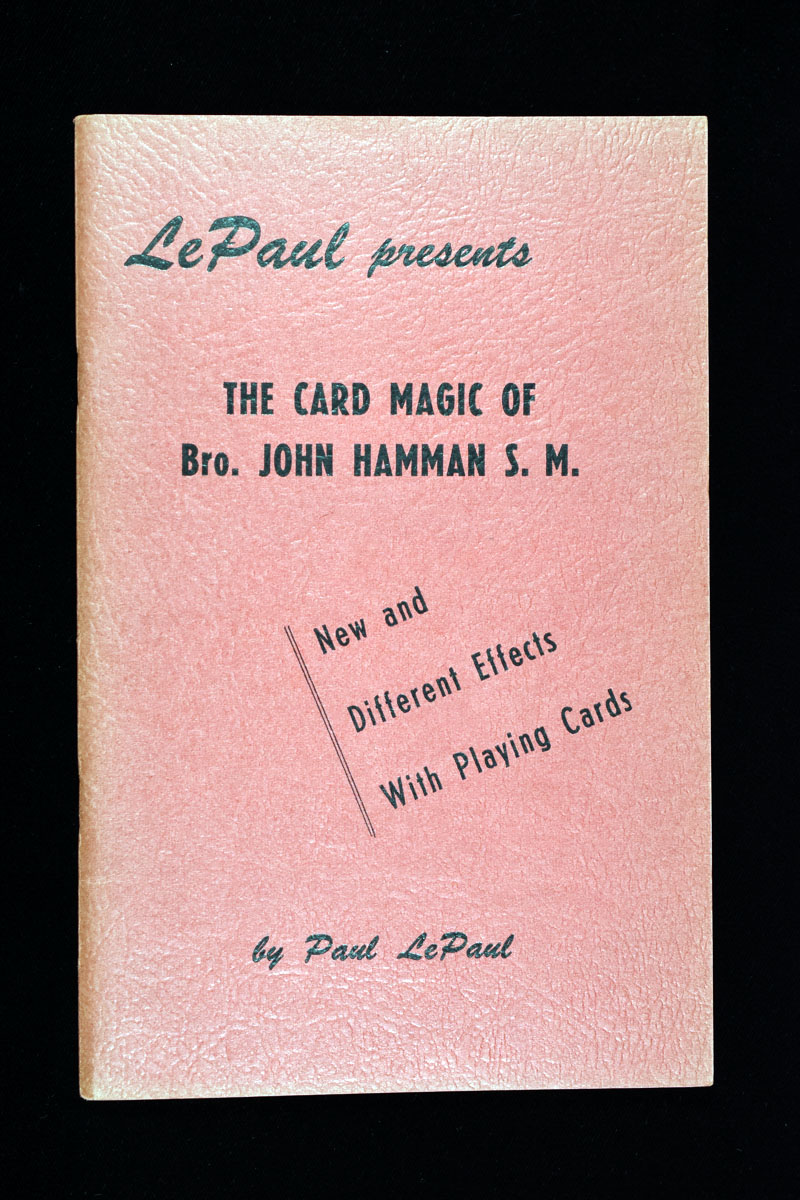 LePaul presents
THE CARD MAGIC OF
Bro. JOHN HAMMAN S. M.
New and
Different Effects
With Playing Cards
by Paul LePaul